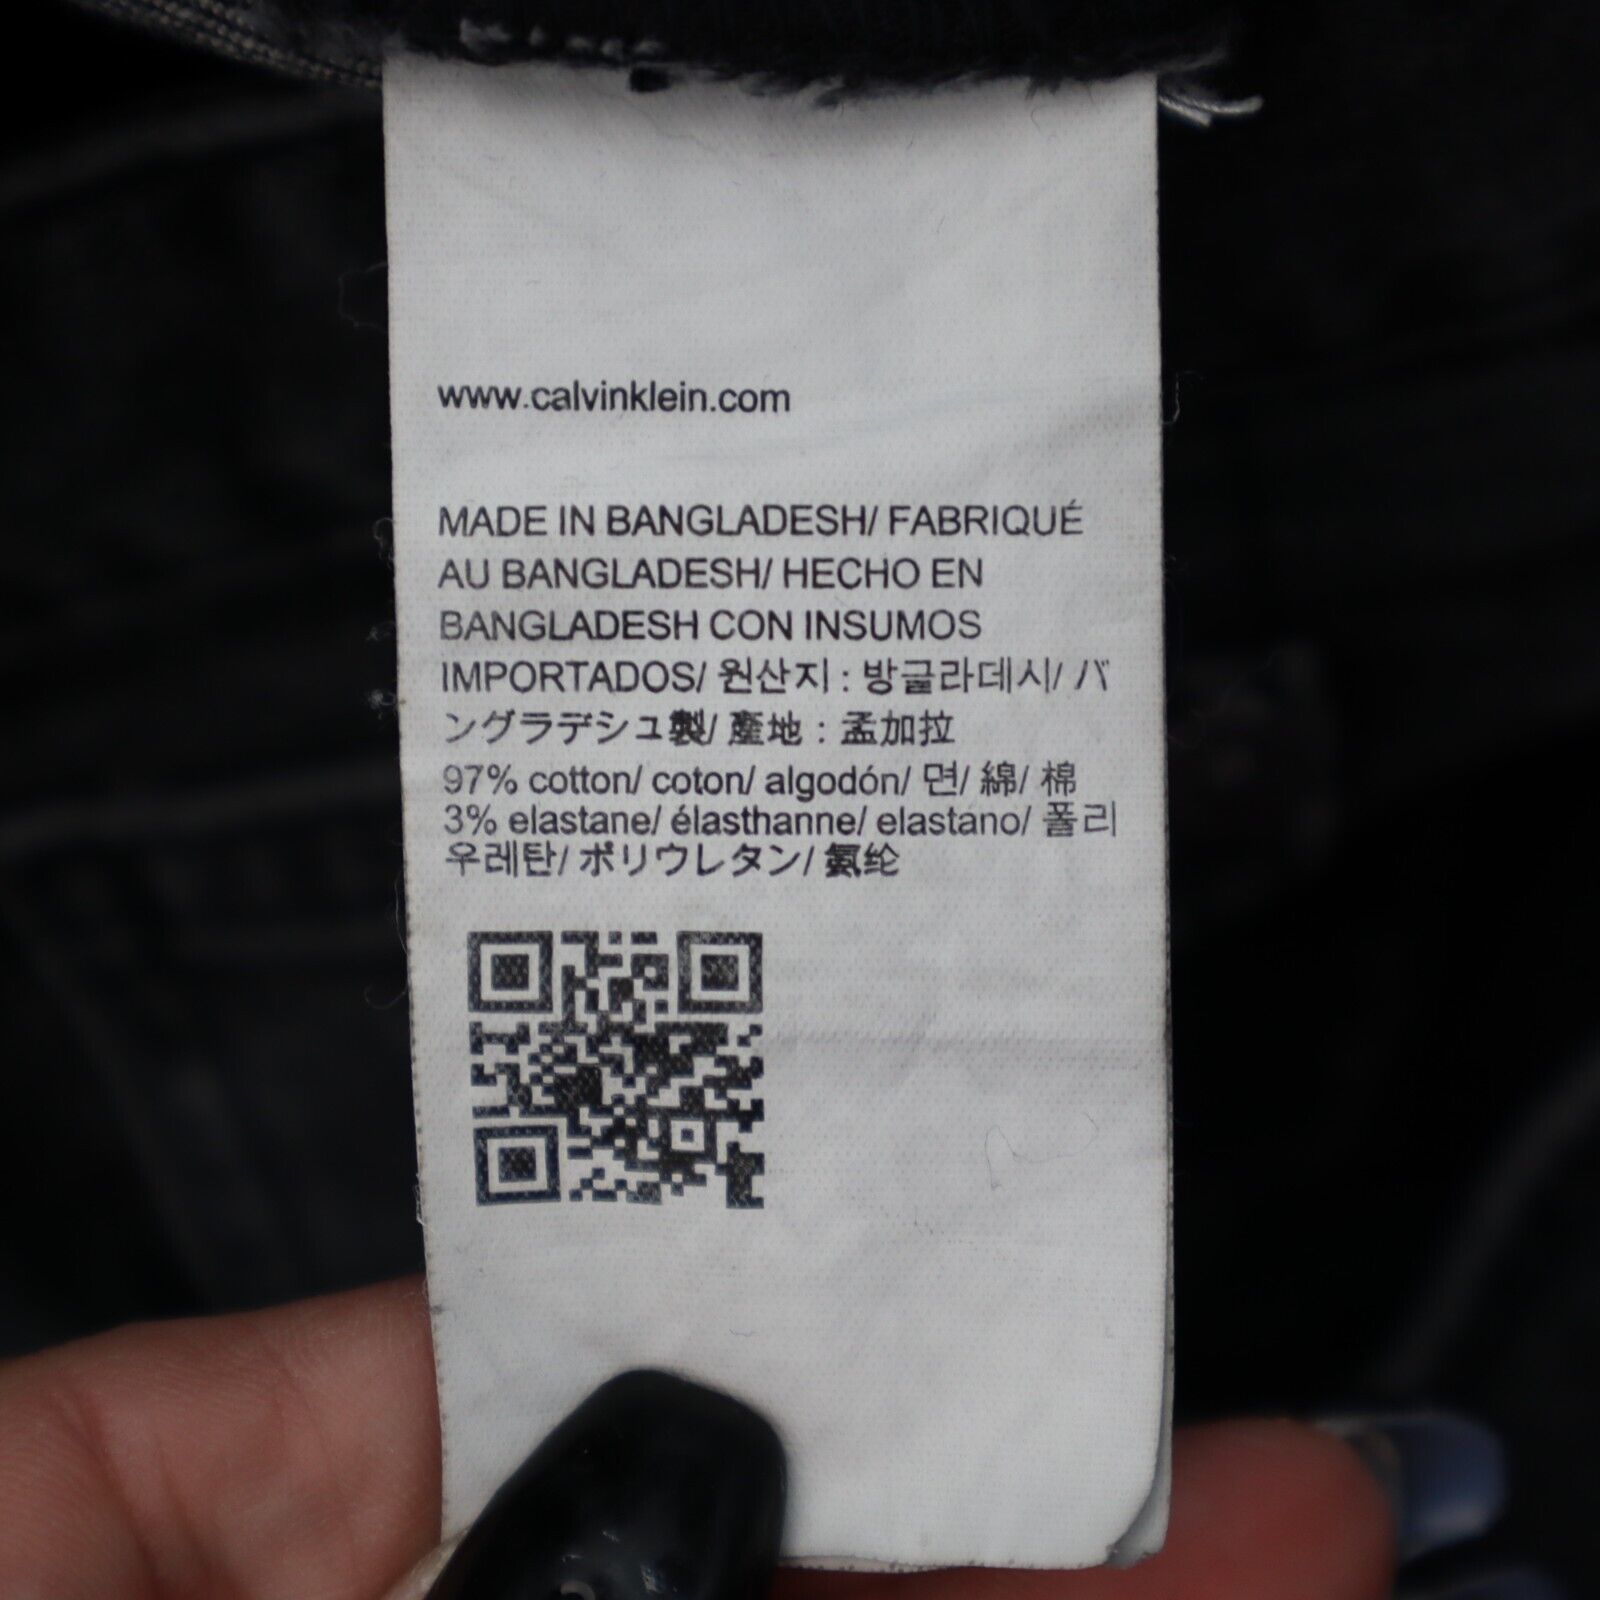 www.calvinklein.com
MADE IN BANGLADESH/ FABRIQUÉ
AU BANGLADESH/ HECHO EN
BANGLADESH CON INSUMOS
IMPORTADOS/ 원산지 : 방글라데시/ バ
ングラデシュ製/ 產地 : 孟加拉
97% cotton/ coton/ algodón/ 면/ 綿/ 棉
3% elastane/ élasthanne/ elastano/ 폴리
우레탄/ ポリウレタン/ 氨纶